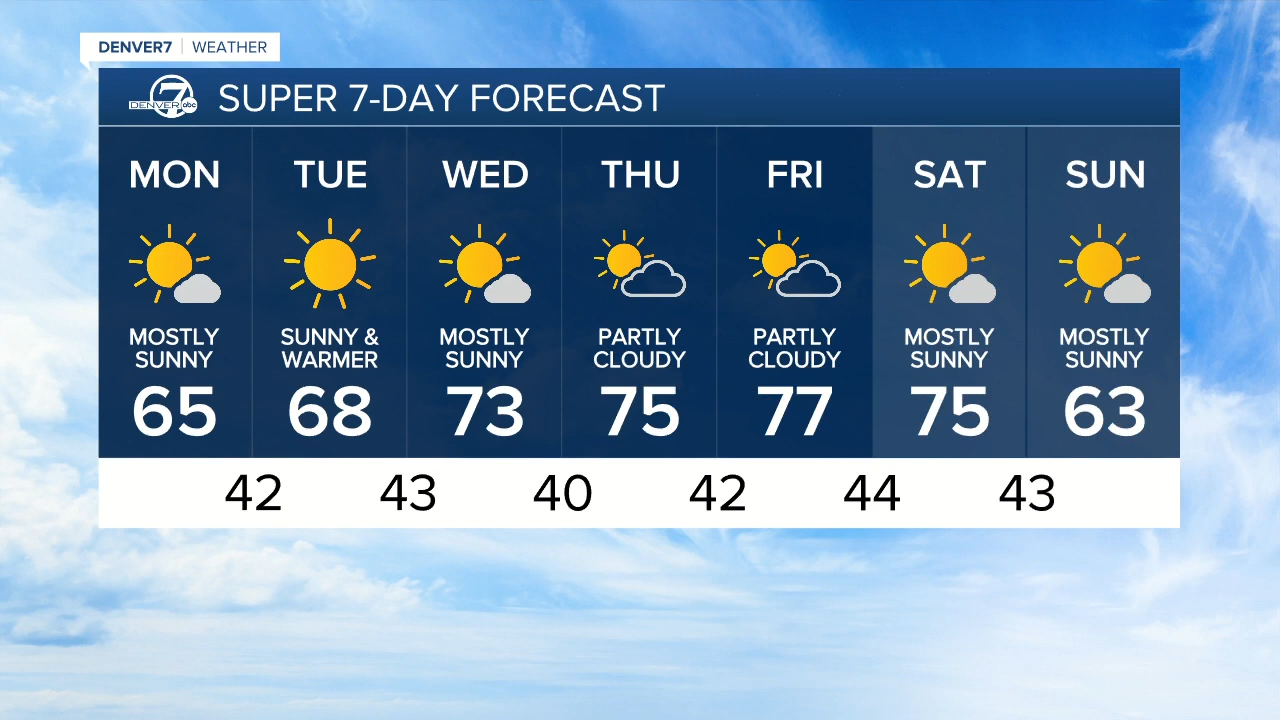 DENVER7 | WEATHER
7
DENVER abc
SUPER 7-DAY FORECAST
MON TUE WED THU FRI SAT SUN
MOSTLY SUNNY & MOSTLY PARTLY PARTLY MOSTLY MOSTLY
SUNNY WARMER SUNNY CLOUDY CLOUDY SUNNY SUNNY
65 68 73 75 77 75 63
42 43 40 42 44 43